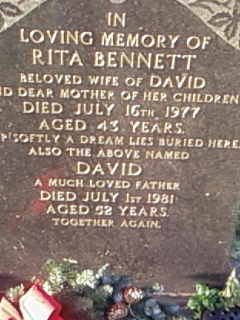 IN
LOVING MEMORY OF
RITA BENNETT
BELOVED WIFE OF DAVID
DEAR MOTHER OF HER CHILDREN
DIED JULY 16TH 1977
AGED 43 YEARS.
SOFTLY A DREAM LIES BURIED HERE.
ALSO THE ABOVE NAMED
DAVID
A MUCH LOVED FATHER
DIED JULY 1ST 1981
AGED 52 YEARS.
TOGETHER AGAIN.